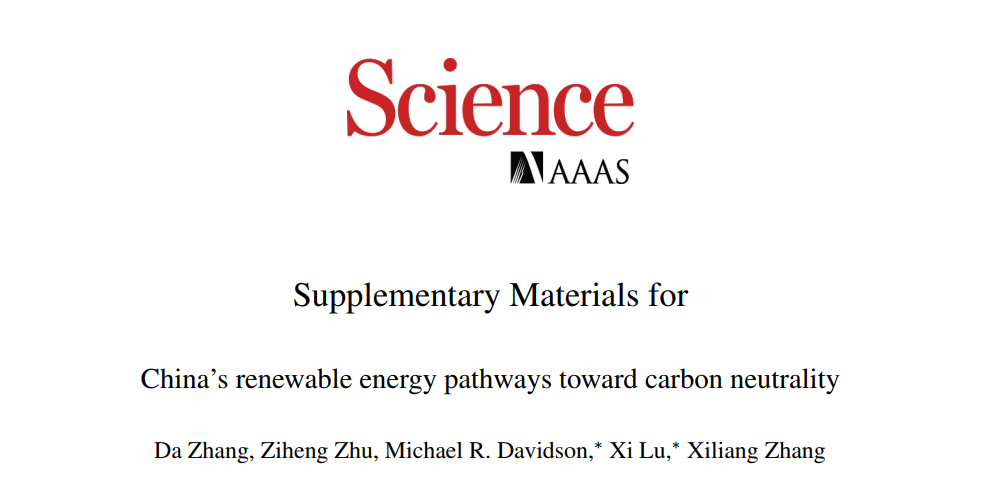 Science
AAAS
Supplementary Materials for
China’s renewable energy pathways toward carbon neutrality
Da Zhang, Ziheng Zhu, Michael R. Davidson,* Xi Lu,* Xiliang Zhang